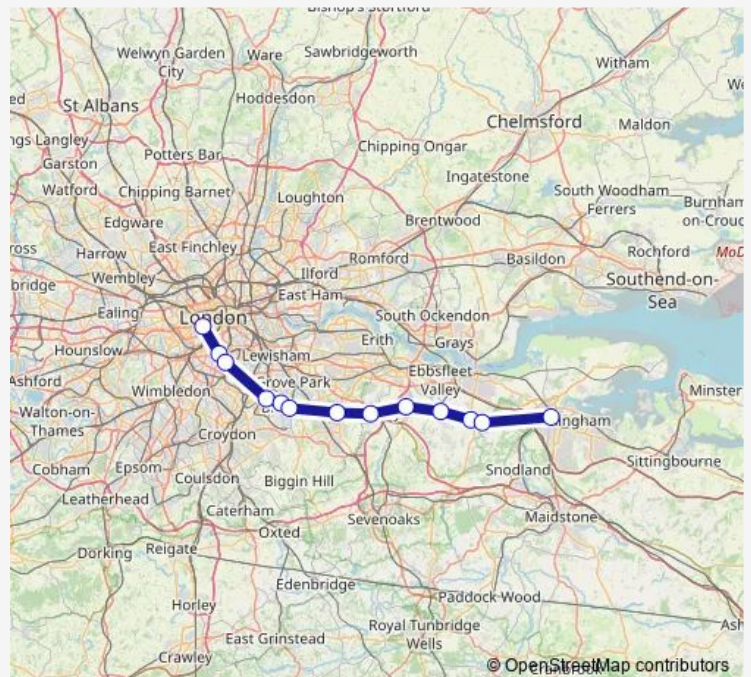 Bishop's Stortford
Welwyn Garden
City
Ware
Sawbridgeworth
Witham
St Albans
Hoddesdon
Chelmsford
Maldon
ngs Langley
Garston
Potters Bar
Chipping Ongar
Watford
Chipping Barnet
Loughton
Ingatestone
South Woodham
Ferrers
Burnham
-on-Crouc
Edgware
Brentwood
Harrow
East Finchley
Romford
Basildon
Rochford
MoD
Wembley
Ilford
Southend-on-
Sea
bridge
Ealing
East Ham
London
South Ockendon
Hounslow
Lewisham
Erith
Grays
Ashford
Grove Park
Ebbsfleet
Valley
Wimbledon
Minster
Walton-on-
Thames
Croydon
ingham
Cobham
Epsom
Coulsdon
Biggin Hill
Snodland
Sittingbourne
Leatherhead
Caterham
Sevenoaks
Maidstone
Oxted
Dorking
Reigate
Edenbridge
Paddock Wood
Horley
Royal Tunbridge
Wells
Ash
East Grinstead
Crawley
© OpenStreetMap contributors
Cranbrook